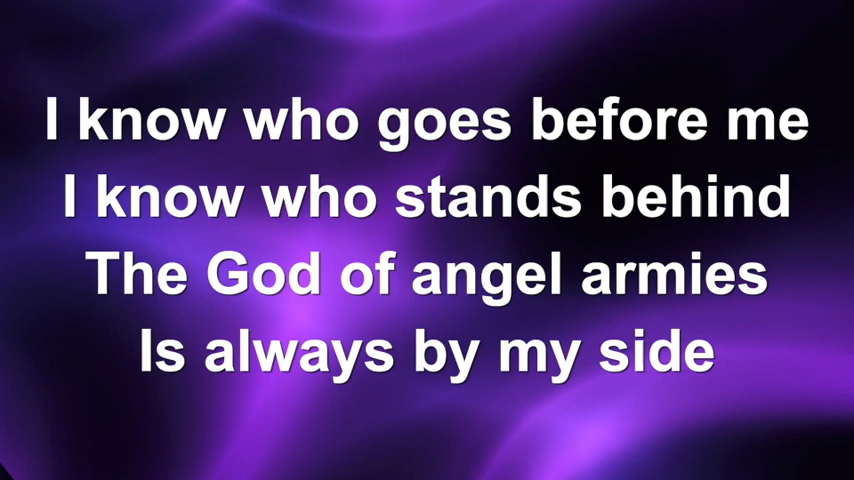 I know who goes before me
I know who stands behind
The God of angel armies
Is always by my side